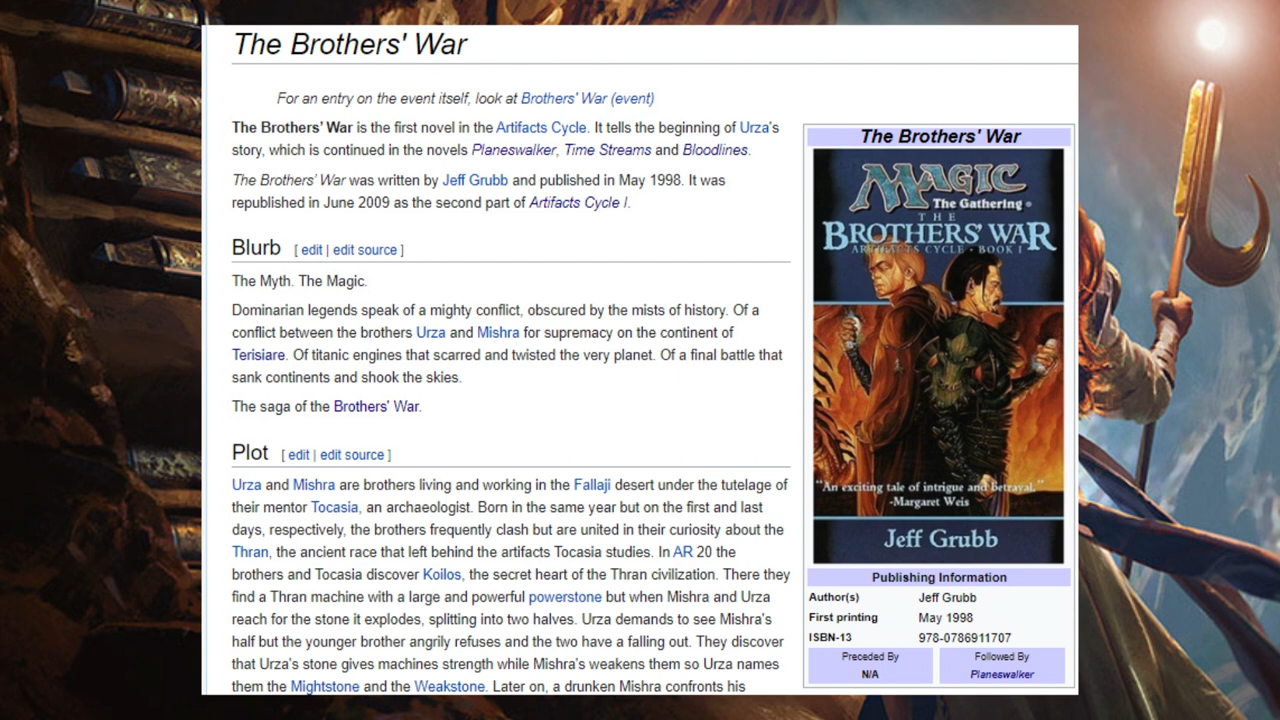 The Brothers' War
For an entry on the event itself, look at Brothers' War (event)
The Brothers' War is the first novel in the Artifacts Cycle. It tells the beginning of Urza's
story, which is continued in the novels Planeswalker, Time Streams and Bloodlines.
The Brothers' War was written by Jeff Grubb and published in May 1998. It was
republished in June 2009 as the second part of Artifacts Cycle I.
Blurb [ edit | edit source ]
The Myth. The Magic.
Dominarian legends speak of a mighty conflict, obscured by the mists of history. Of a
conflict between the brothers Urza and Mishra for supremacy on the continent of
Terisiare. Of titanic engines that scarred and twisted the very planet. Of a final battle that
sank continents and shook the skies.
The saga of the Brothers' War.
Plot [ edit | edit source ]
Urza and Mishra are brothers living and working in the Fallaji desert under the tutelage of
their mentor Tocasia, an archaeologist. Born in the same year but on the first and last
days, respectively, the brothers frequently clash but are united in their curiosity about the
Thran, the ancient race that left behind the artifacts Tocasia studies. In AR 20 the
brothers and Tocasia discover Koilos, the secret heart of the Thran civilization. There they
find a Thran machine with a large and powerful powerstone but when Mishra and Urza
reach for the stone it explodes, splitting into two halves. Urza demands to see Mishra's
half but the younger brother angrily refuses and the two have a falling out. They discover
that Urza's stone gives machines strength while Mishra's weakens them so Urza names
them the Mightstone and the Weakstone. Later on, a drunken Mishra confronts his
The Brothers' War
MAGIC
The Gathering®
THE
BROTHERS' WAR
ARTIFACTS CYCLE • BOOK I
"An exciting tale of intrigue and betrayal."
-Margaret Weis
Jeff Grubb
Publishing Information
Author(s) Jeff Grubb
First printing May 1998
ISBN-13 978-0786911707
Preceded By Followed By
N/A Planeswalker